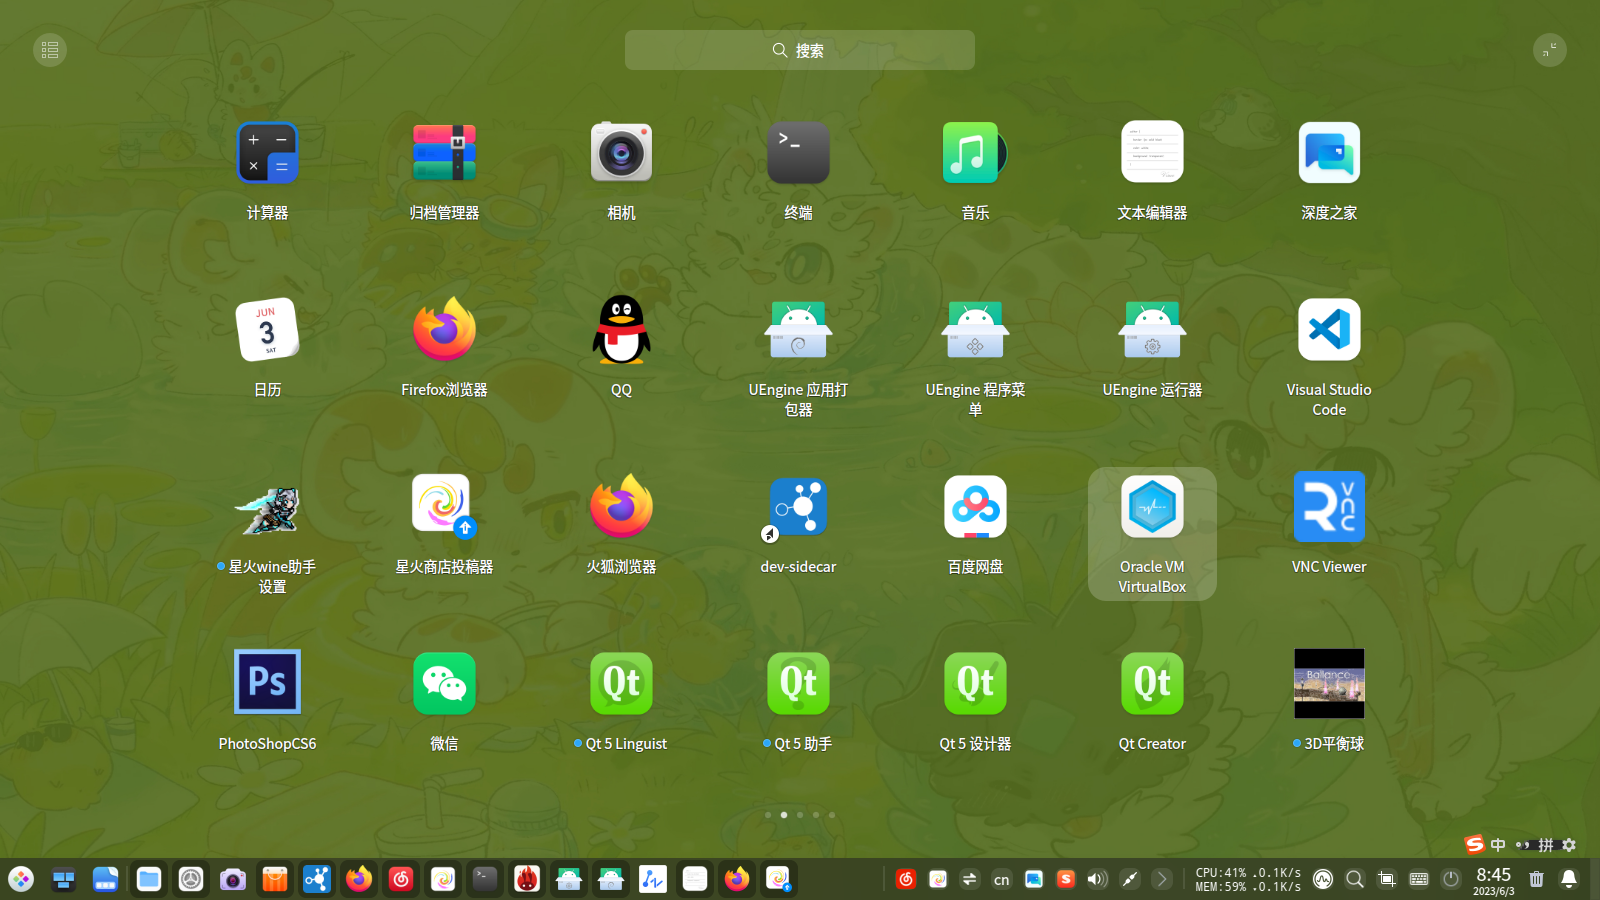 搜索
计算器
归档管理器
相机
终端
音乐
文本编辑器
深度之家
JUN
3
SAT
日历
Firefox浏览器
QQ
UEngine 应用打
包器
UEngine 程序菜
单
UEngine 运行器
Visual Studio
Code
星火wine助手
设置
星火商店投稿器
火狐浏览器
dev-sidecar
百度网盘
Oracle VM
VirtualBox
VNC
VNC Viewer
Ps
PhotoShopCS6
微信
Qt
Qt 5 Linguist
Qt
Qt 5 助手
Qt
Qt 5 设计器
Qt
Qt Creator
Ballance
3D平衡球
S 中 拼
cn
S
CPU:41% .0.1K/s
MEM:59% .0.1K/s
8:45
2023/6/3